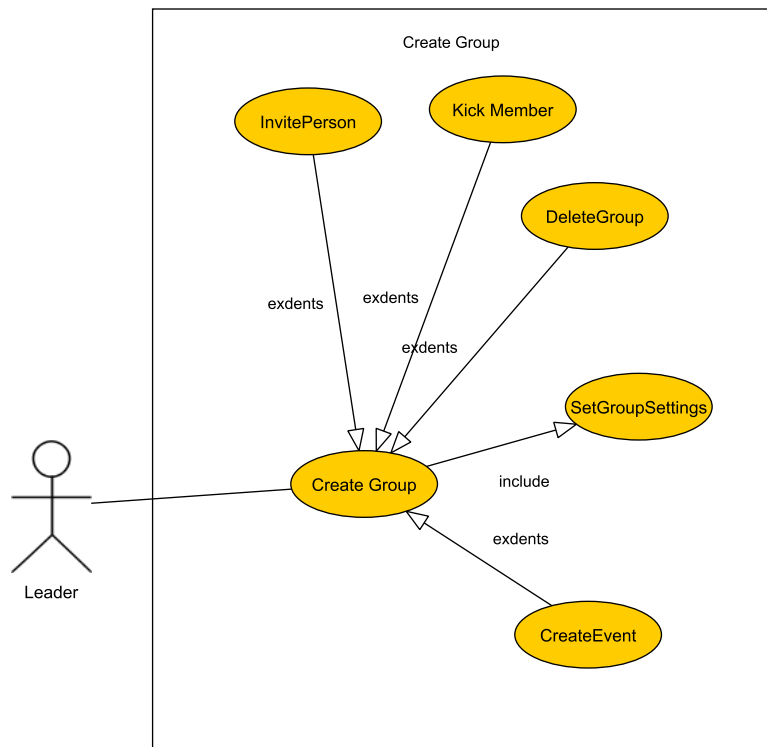 Create Group
InvitePerson
Kick Member
DeleteGroup
exdents
exdents
exdents
SetGroupSettings
Create Group
include
exdents
Leader
CreateEvent